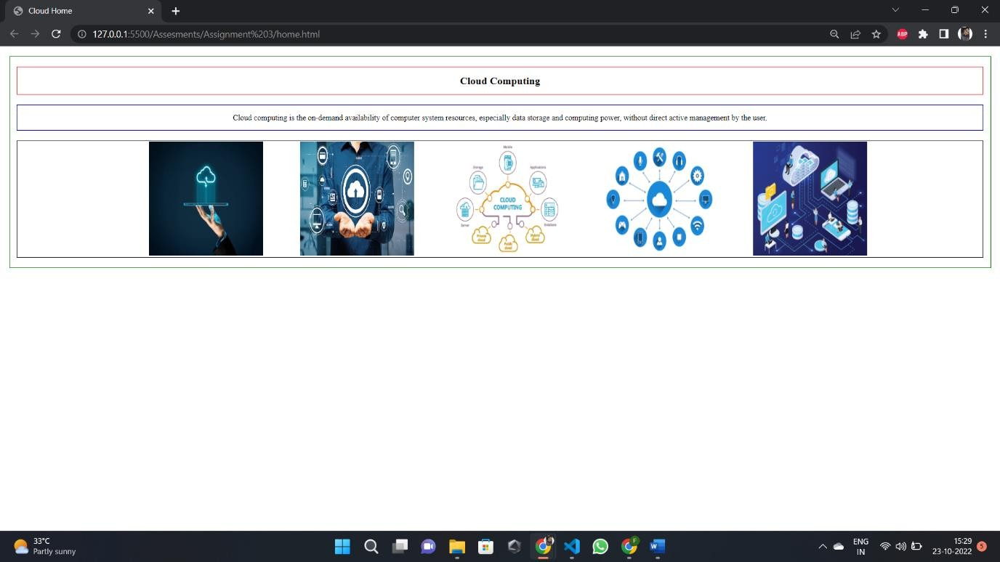 Cloud Home
127.0.0.1:5500/Assesments/Assignment%203/home.html
ABP
Cloud Computing
Cloud computing is the on-demand availability of computer system resources, especially data storage and computing power, without direct active management by the user.
Mobile
Storage
Applications
CLOUD
COMPUTING
Server
Database
Private
cloud
Public
cloud
Hybrid
cloud
33°C
Partly sunny
F
W
ENG
IN
15:29
23-10-2022
5